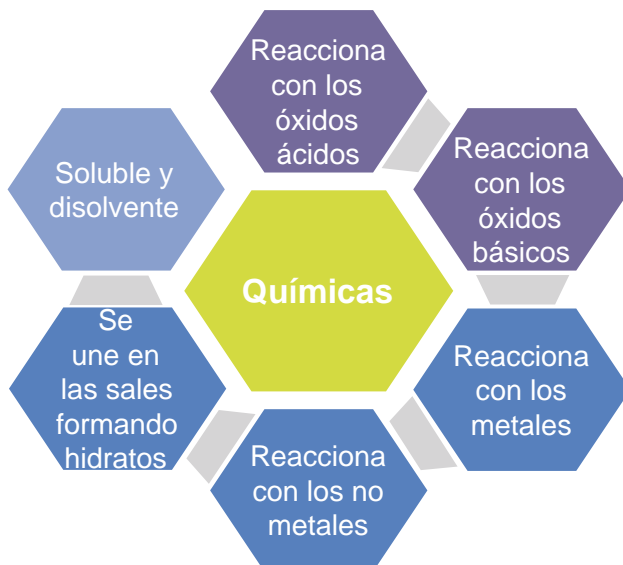 Reacciona
con los
óxidos
ácidos
Reacciona
con los
óxidos
básicos
Reacciona
con los
metales
Reacciona
con los no
metales
Se
une en
las sales
formando
hidratos
Soluble y
disolvente
Químicas